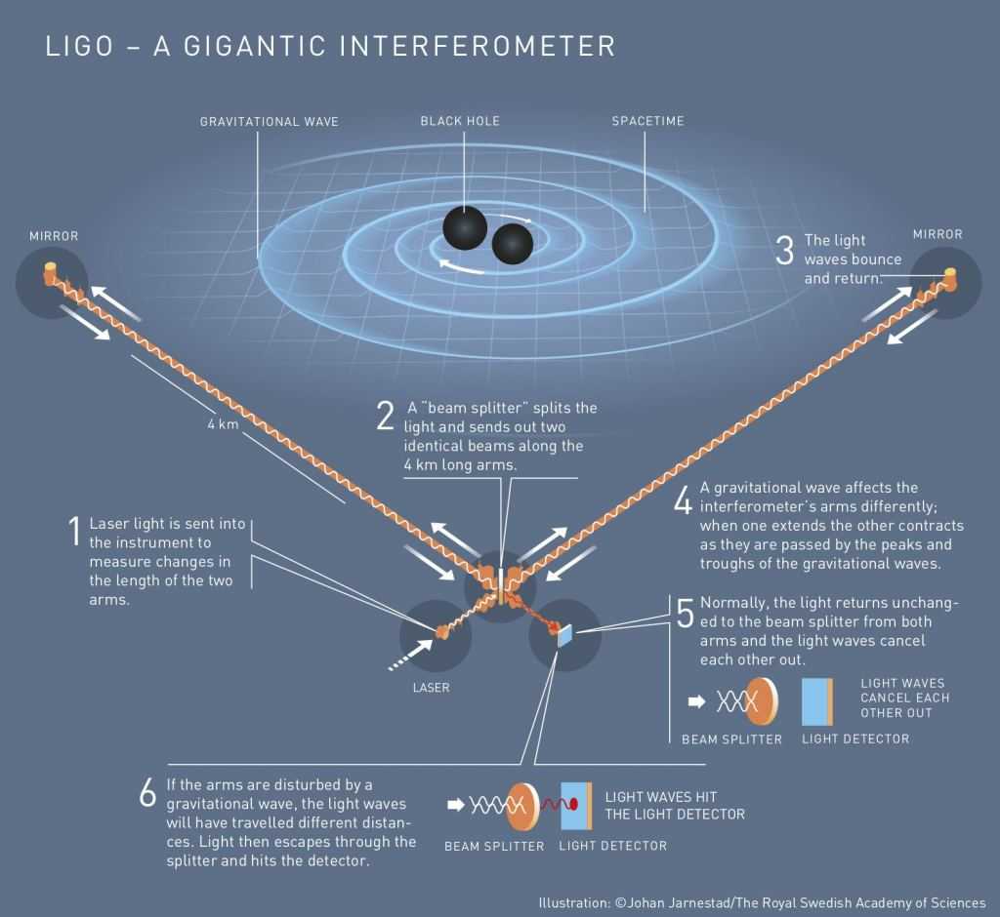 LIGO – A GIGANTIC INTERFEROMETER
GRAVITATIONAL WAVE
BLACK HOLE
SPACETIME
MIRROR
MIRROR
3 The light
waves bounce
and return.
4 km
2 A "beam splitter" splits the
light and sends out two
identical beams along the
4 km long arms.
1 Laser light is sent into
the instrument to
measure changes in
the length of the two
arms.
4 A gravitational wave affects the
interferometer's arms differently;
when one extends the other contracts
as they are passed by the peaks and
troughs of the gravitational waves.
LASER
5 Normally, the light returns unchang-
ed to the beam splitter from both
arms and the light waves cancel
each other out.
LIGHT WAVES
CANCEL EACH
OTHER OUT
BEAM SPLITTER
LIGHT DETECTOR
6 If the arms are disturbed by a
gravitational wave, the light waves
will have travelled different distan-
ces. Light then escapes through the
splitter and hits the detector.
LIGHT WAVES HIT
THE LIGHT DETECTOR
BEAM SPLITTER
LIGHT DETECTOR
Illustration: ©Johan Jarnestad/The Royal Swedish Academy of Sciences